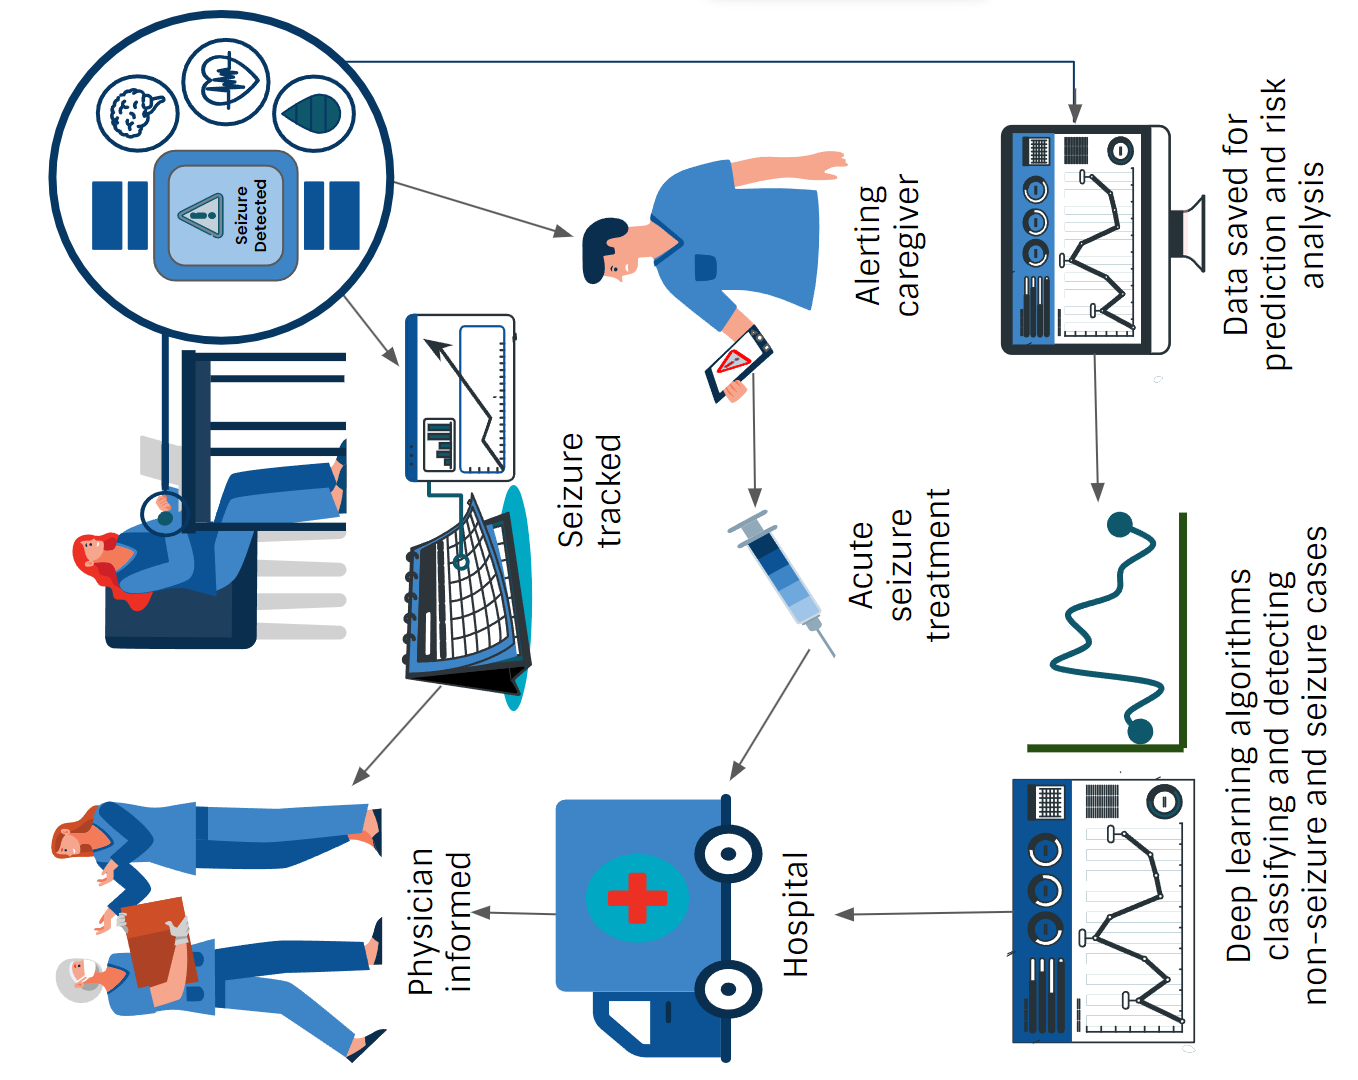 Seizure
Detected
Seizure
tracked
Physician
informed
Alerting
caregiver
Acute
seizure
treatment
Hospital
Data saved for
prediction and risk
analysis
Deep learning algorithms
classifying and detecting
non-seizure and seizure cases